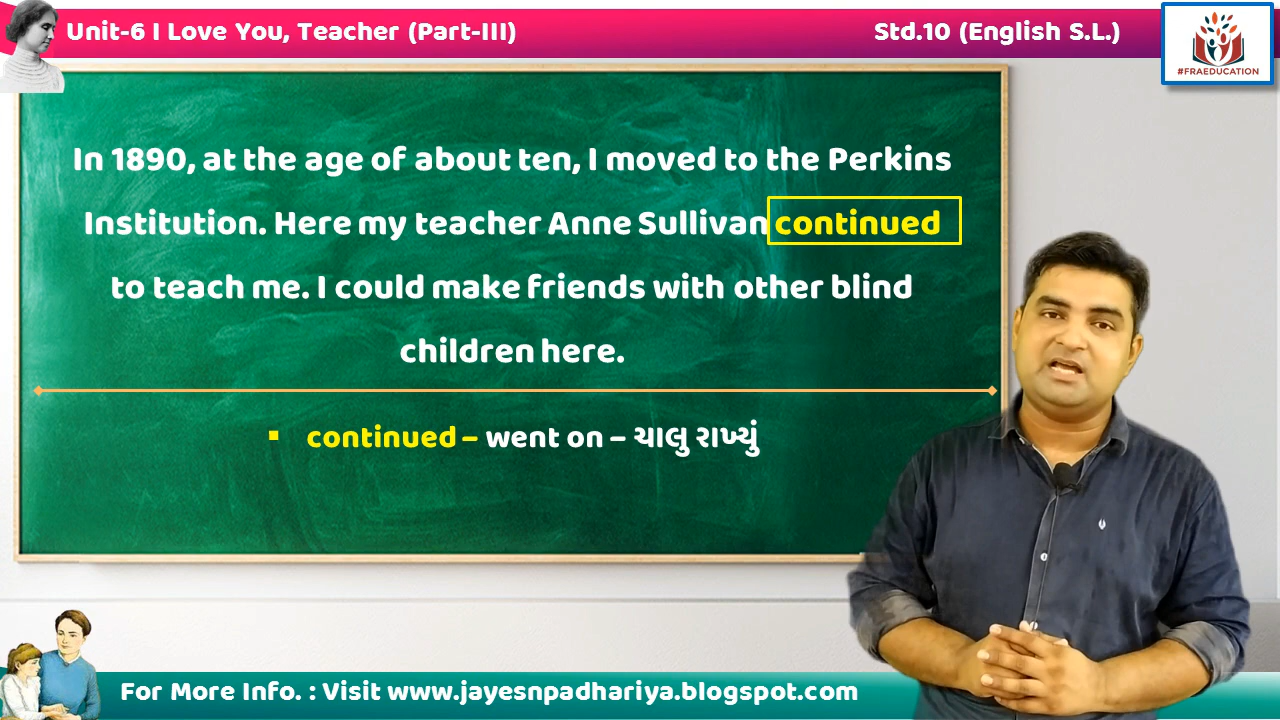 Unit-6 I Love You, Teacher (Part-III)
Std.10 (English S.L.)
#FRAEDUCATION
In 1890, at the age of about ten, I moved to the Perkins
Institution. Here my teacher Anne Sullivan continued
to teach me. I could make friends with other blind
children here.
▪ continued – went on – ચાલુ રાખ્યું
For More Info. : Visit www.jayesnpadhariya.blogspot.com